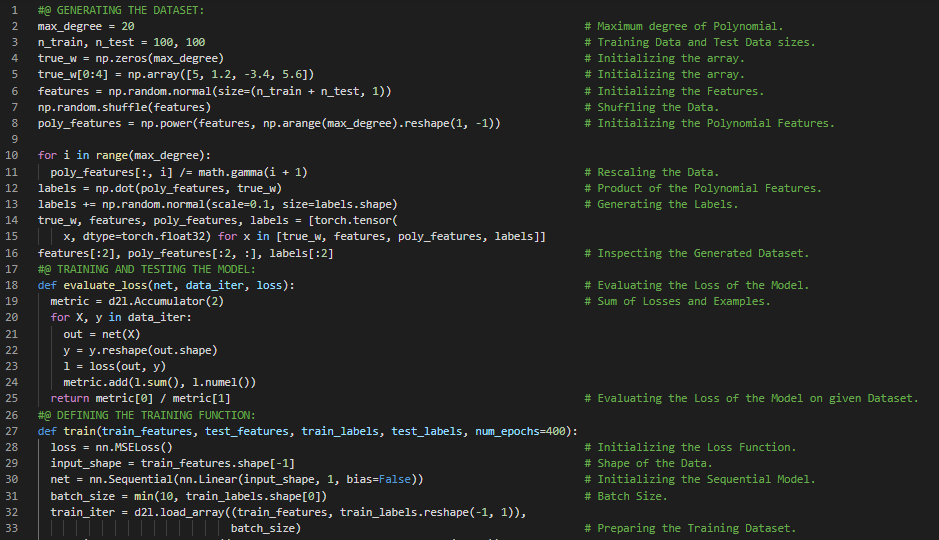 1 #@ GENERATING THE DATASET:
2 max_degree = 20 # Maximum degree of Polynomial.
3 n_train, n_test = 100, 100 # Training Data and Test Data sizes.
4 true_w = np.zeros(max_degree) # Initializing the array.
5 true_w[0:4] = np.array([5, 1.2, -3.4, 5.6]) # Initializing the array.
6 features = np.random.normal(size=(n_train + n_test, 1)) # Initializing the Features.
7 np.random.shuffle(features) # Shuffling the Data.
8 poly_features = np.power(features, np.arange(max_degree).reshape(1, -1)) # Initializing the Polynomial Features.
9
10 for i in range(max_degree):
11 poly_features[:, i] /= math.gamma(i + 1) # Rescaling the Data.
12 labels = np.dot(poly_features, true_w) # Product of the Polynomial Features.
13 labels += np.random.normal(scale=0.1, size=labels.shape) # Generating the Labels.
14 true_w, features, poly_features, labels = [torch.tensor(
15 x, dtype=torch.float32) for x in [true_w, features, poly_features, labels]]
16 features[:2], poly_features[:2, :], labels[:2] # Inspecting the Generated Dataset.
17 #@ TRAINING AND TESTING THE MODEL:
18 def evaluate_loss(net, data_iter, loss): # Evaluating the Loss of the Model.
19 metric = d2l.Accumulator(2) # Sum of Losses and Examples.
20 for X, y in data_iter:
21 out = net(X)
22 y = y.reshape(out.shape)
23 l = loss(out, y)
24 metric.add(l.sum(), l.numel())
25 return metric[0] / metric[1] # Evaluating the Loss of the Model on given Dataset.
26 #@ DEFINING THE TRAINING FUNCTION:
27 def train(train_features, test_features, train_labels, test_labels, num_epochs=400):
28 loss = nn.MSELoss() # Initializing the Loss Function.
29 input_shape = train_features.shape[-1] # Shape of the Data.
30 net = nn.Sequential(nn.Linear(input_shape, 1, bias=False)) # Initializing the Sequential Model.
31 batch_size = min(10, train_labels.shape[0]) # Batch Size.
32 train_iter = d2l.load_array((train_features, train_labels.reshape(-1, 1)),
33 batch_size) # Preparing the Training Dataset.